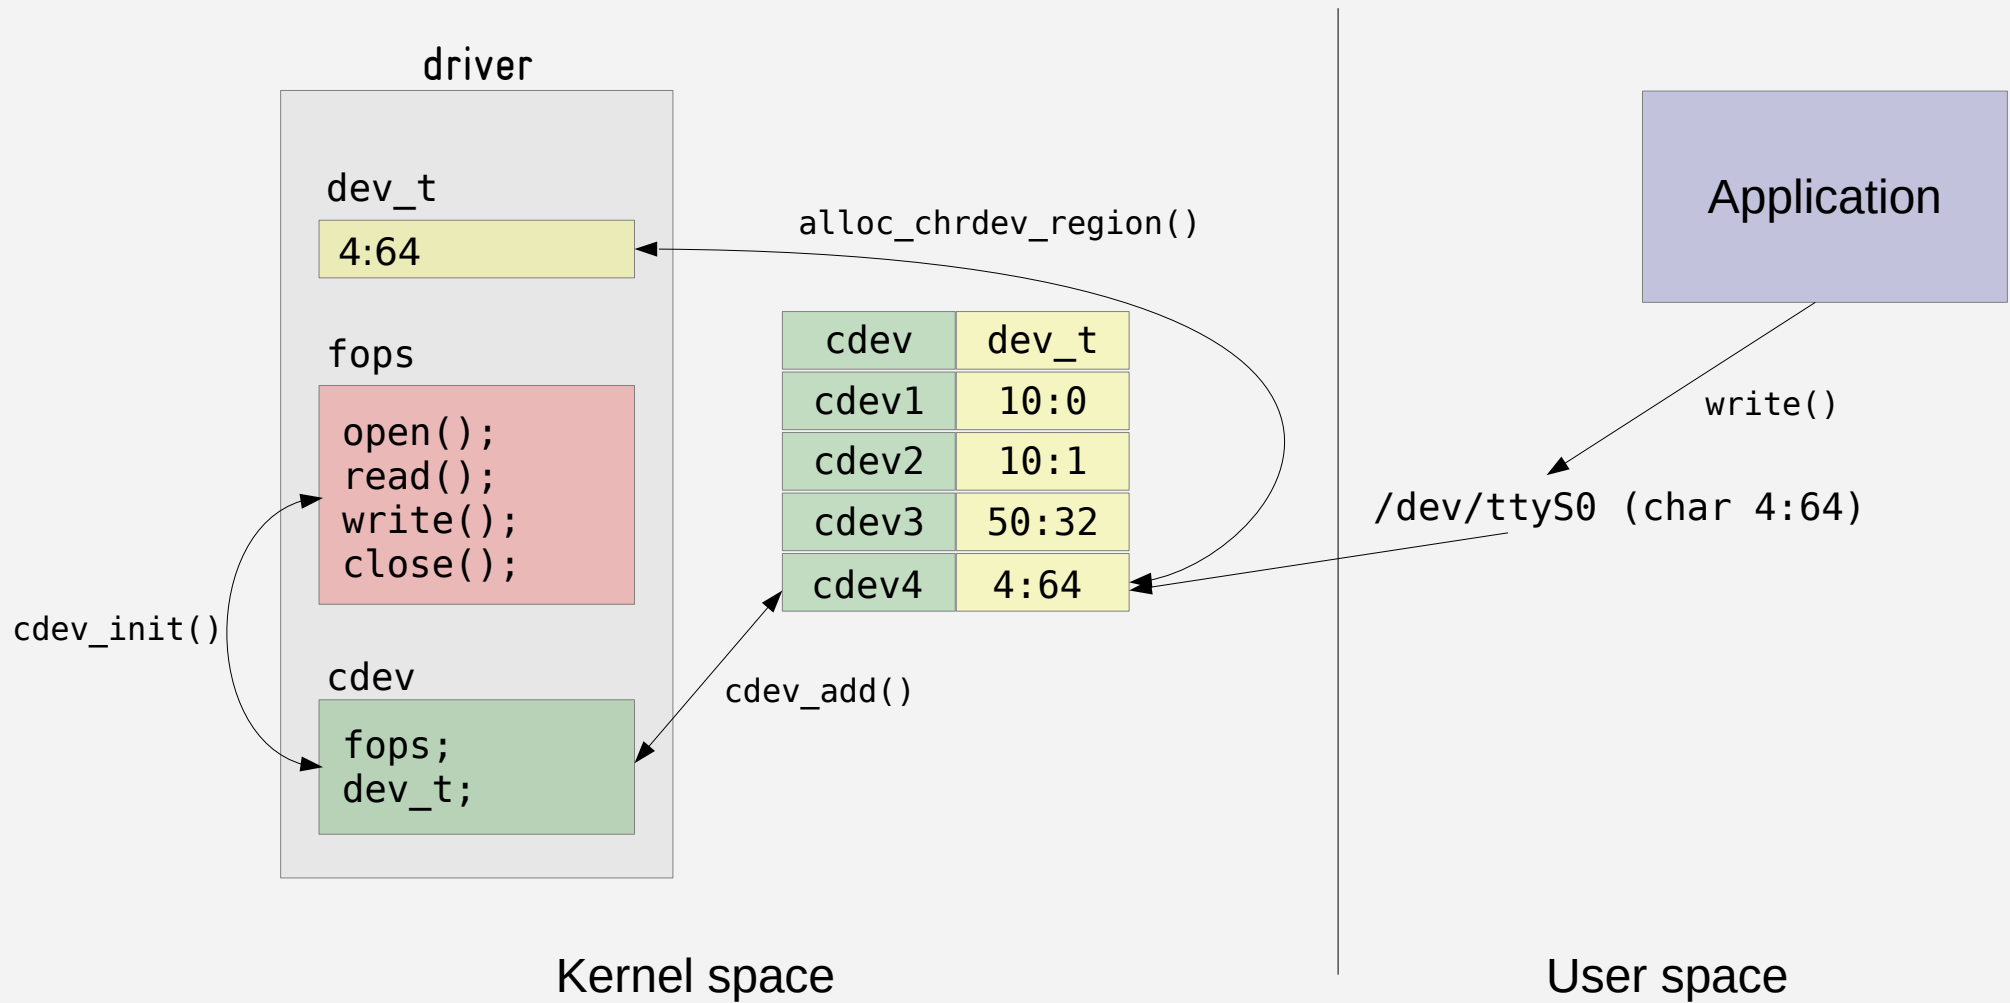 driver
dev_t
4:64
fops
open();
read();
write();
close();
cdev_init()
cdev
fops;
dev_t;
alloc_chrdev_region()
cdev dev_t
cdev1 10:0
cdev2 10:1
cdev3 50:32
cdev4 4:64
cdev_add()
Kernel space
Application
write()
/dev/ttyS0 (char 4:64)
User space